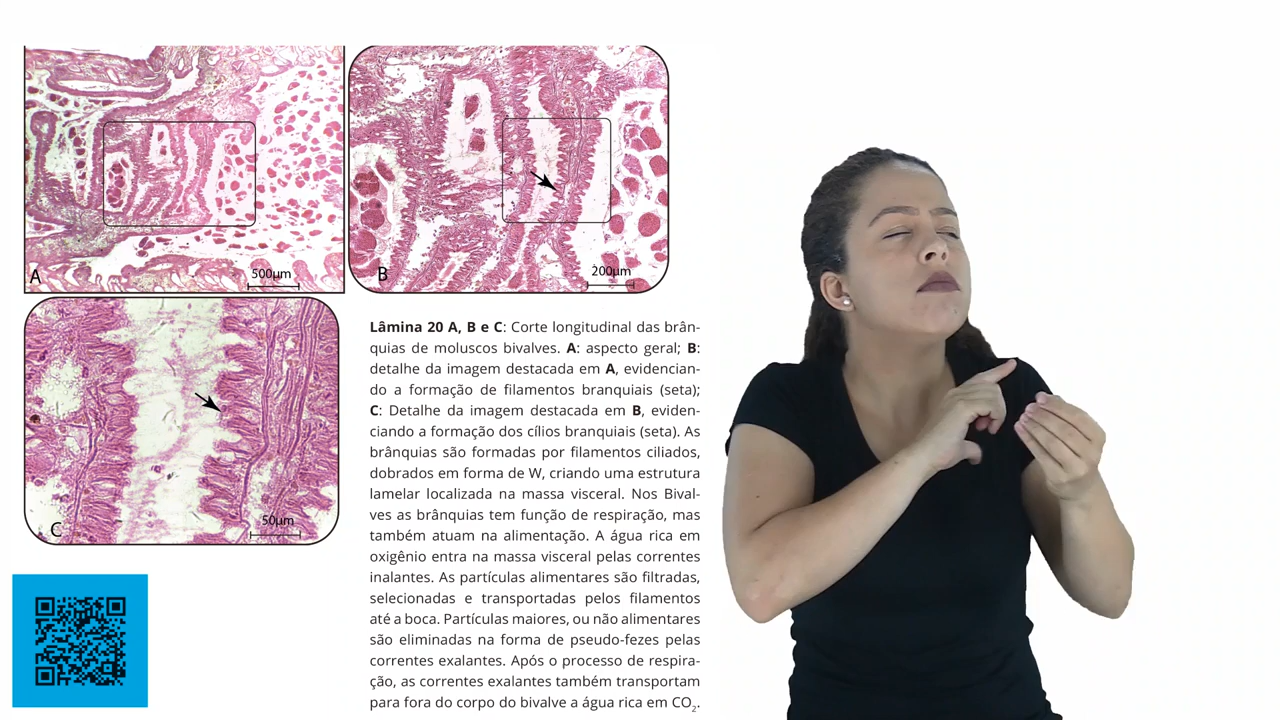 A
500µm
B
200µm
C
50µm
Lâmina 20 A, B e C: Corte longitudinal das brân-
quias de moluscos bivalves. A: aspecto geral; B:
detalhe da imagem destacada em A, evidencian-
do a formação de filamentos branquiais (seta);
C: Detalhe da imagem destacada em B, eviden-
ciando a formação dos cílios branquiais (seta). As
brânquias são formadas por filamentos ciliados,
dobrados em forma de W, criando uma estrutura
lamelar localizada na massa visceral. Nos Bival-
ves as brânquias tem função de respiração, mas
também atuam na alimentação. A água rica em
oxigênio entra na massa visceral pelas correntes
inalantes. As partículas alimentares são filtradas,
selecionadas e transportadas pelos filamentos
até a boca. Partículas maiores, ou não alimentares
são eliminadas na forma de pseudo-fezes pelas
correntes exalantes. Após o processo de respira-
ção, as correntes exalantes também transportam
para fora do corpo do bivalve a água rica em CO₂.